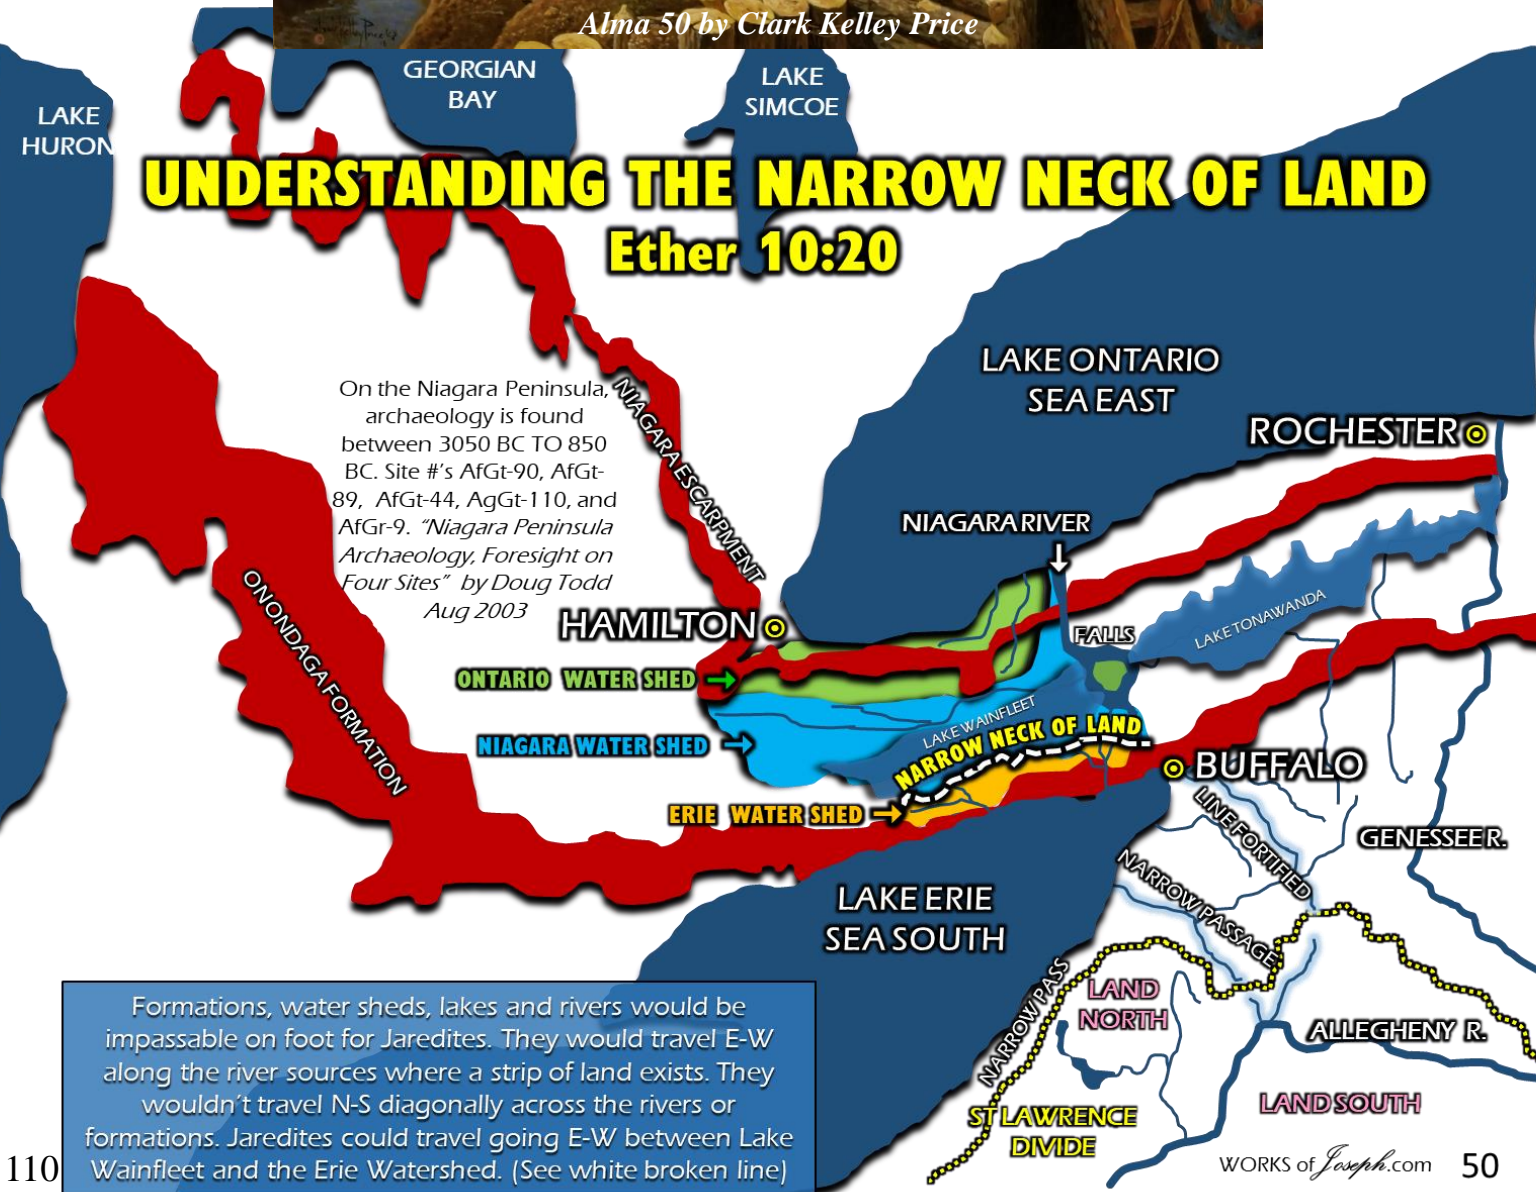 Alma 50 by Clark Kelley Price
GEORGIAN
BAY
LAKE
SIMCOE
LAKE
HURON
UNDERSTANDING THE NARROW NECK OF LAND
Ether 10:20
LAKE ONTARIO
SEA EAST
On the Niagara Peninsula,
archaeology is found
between 3050 BC TO 850
BC. Site #'s AfGt-90, AfGt-
89, AfGt-44, AgGt-110, and
AfGr-9. "Niagara Peninsula
Archaeology, Foresight on
Four Sites" by Doug Todd
Aug 2003
NIAGARA ESCARPMENT
ROCHESTER
NIAGARA RIVER
ONONDAGA FORMATION
HAMILTON
FALLS
LAKE TONAWANDA
ONTARIO WATER SHED
LAKE WAINFLEET
NARROW NECK OF LAND
NIAGARA WATER SHED
BUFFALO
ERIE WATER SHED
LINE FORTIFIED
GENESSEE R.
NARROW PASSAGE
LAKE ERIE
SEA SOUTH
NARROW PASS
LAND
NORTH
ALLEGHENY R.
LAND SOUTH
ST LAWRENCE
DIVIDE
Formations, water sheds, lakes and rivers would be
impassable on foot for Jaredites. They would travel E-W
along the river sources where a strip of land exists. They
wouldn't travel N-S diagonally across the rivers or
formations. Jaredites could travel going E-W between Lake
Wainfleet and the Erie Watershed. (See white broken line)
110
WORKS of Joseph.com
50